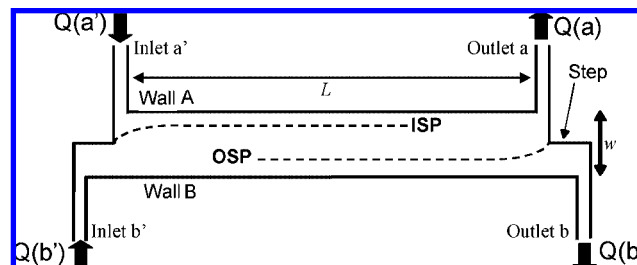 Q(a') Q(a)
Inlet a' Outlet a
Step
L
Wall A
ISP
w
OSP
Wall B
Inlet b' Outlet b
Q(b') Q(b